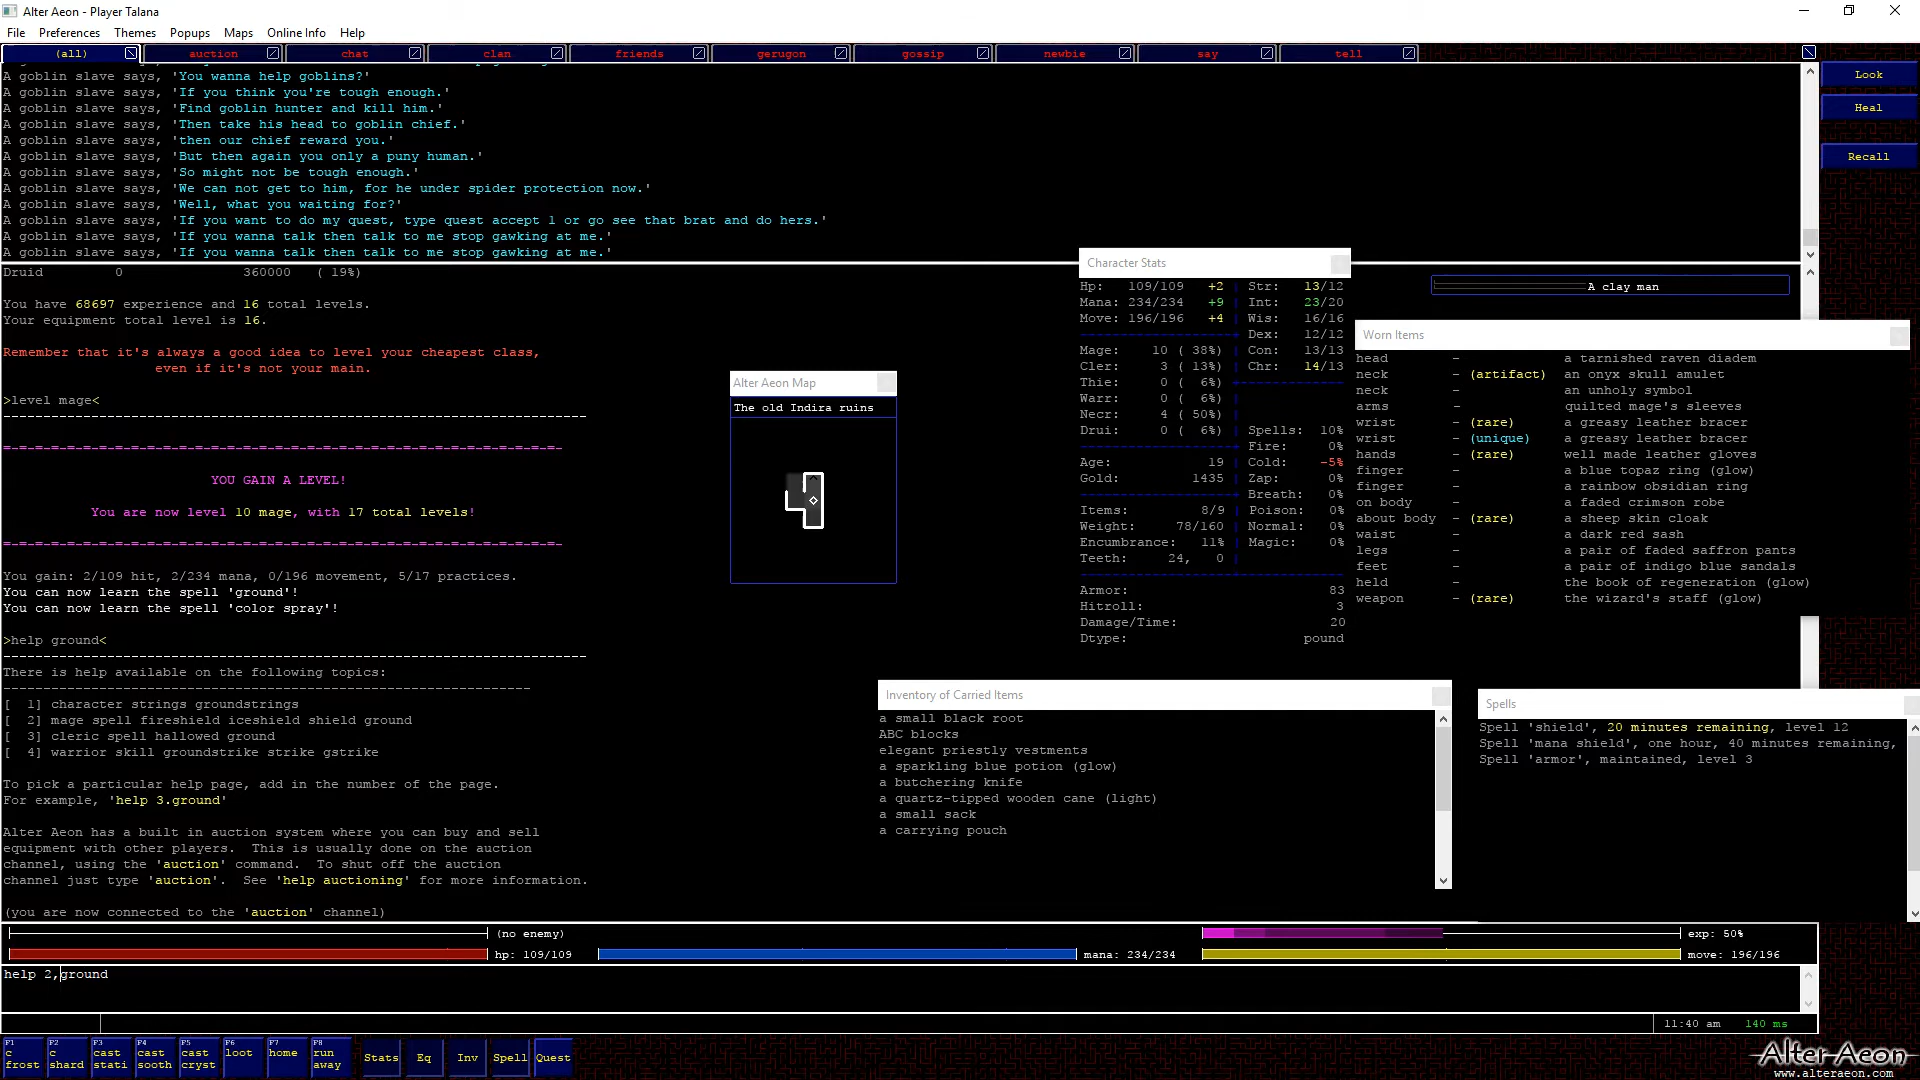 Alter Aeon - Player Talana
File Preferences Themes Popups Maps Online Info Help
(all) auction chat clan friends gerugon gossip newbie say tell
A goblin slave says, 'You wanna help goblins?'
A goblin slave says, 'If you think you're tough enough.'
A goblin slave says, 'Find goblin hunter and kill him.'
A goblin slave says, 'Then take his head to goblin chief.'
A goblin slave says, 'then our chief reward you.'
A goblin slave says, 'But then again you only a puny human.'
A goblin slave says, 'So might not be tough enough.'
A goblin slave says, 'We can not get to him, for he under spider protection now.'
A goblin slave says, 'Well, what you waiting for?'
A goblin slave says, 'If you want to do my quest, type quest accept 1 or go see that brat and do hers.'
A goblin slave says, 'If you wanna talk then talk to me stop gawking at me.'
A goblin slave says, 'If you wanna talk then talk to me stop gawking at me.'
Druid 0 360000 ( 19%)
You have 68697 experience and 16 total levels.
Your equipment total level is 16.
Remember that it's always a good idea to level your cheapest class,
even if it's not your main.
>level mage<
YOU GAIN A LEVEL!
You are now level 10 mage, with 17 total levels!
You gain: 2/109 hit, 2/234 mana, 0/196 movement, 5/17 practices.
You can now learn the spell 'ground'!
You can now learn the spell 'color spray'!
>help ground<
There is help available on the following topics:
[ 1] character strings groundstrings
[ 2] mage spell fireshield iceshield shield ground
[ 3] cleric spell hallowed ground
[ 4] warrior skill groundstrike strike gstrike
To pick a particular help page, add in the number of the page.
For example, 'help 3.ground'
Alter Aeon has a built in auction system where you can buy and sell
equipment with other players. This is usually done on the auction
channel, using the 'auction' command. To shut off the auction
channel just type 'auction'. See 'help auctioning' for more information.
(you are now connected to the 'auction' channel)
Alter Aeon Map
The old Indira ruins
Character Stats
Hp: 109/109 +2 Str: 13/12
Mana: 234/234 +9 Int: 23/20
Move: 196/196 +4 Wis: 16/16
Dex: 12/12
Mage: 10 ( 38%) Con: 13/13
Cler: 3 ( 13%) Chr: 14/13
Thie: 0 ( 6%)
Warr: 0 ( 6%)
Necr: 4 ( 50%)
Drui: 0 ( 6%) Spells: 10%
Fire: 0%
Age: 19 Cold: -5%
Gold: 1435 Zap: 0%
Breath: 0%
Items: 8/9 Poison: 0%
Weight: 78/160 Normal: 0%
Encumbrance: 11% Magic: 0%
Teeth: 24, 0
Armor: 83
Hitroll: 3
Damage/Time: 20
Dtype: pound
A clay man
Worn Items
head - a tarnished raven diadem
neck - (artifact) an onyx skull amulet
neck - an unholy symbol
arms - quilted mage's sleeves
wrist - (rare) a greasy leather bracer
wrist - (unique) a greasy leather bracer
hands - (rare) well made leather gloves
finger - a blue topaz ring (glow)
finger - a rainbow obsidian ring
on body - a faded crimson robe
about body - (rare) a sheep skin cloak
waist - a dark red sash
legs - a pair of faded saffron pants
feet - a pair of indigo blue sandals
held - the book of regeneration (glow)
weapon - (rare) the wizard's staff (glow)
Inventory of Carried Items
a small black root
ABC blocks
elegant priestly vestments
a sparkling blue potion (glow)
a butchering knife
a quartz-tipped wooden cane (light)
a small sack
a carrying pouch
Spells
Spell 'shield', 20 minutes remaining, level 12
Spell 'mana shield', one hour, 40 minutes remaining,
Spell 'armor', maintained, level 3
Look
Heal
Recall
(no enemy) exp: 50%
hp: 109/109 mana: 234/234 move: 196/196
help 2,ground
11:40 am 140 ms
F1 c frost
F2 c shard
F3 cast stati
F4 cast sooth
F5 cast cryst
F6 loot
F7 home
F8 run away
Stats Eq Inv Spell Quest
Alter Aeon
www.alteraeon.com